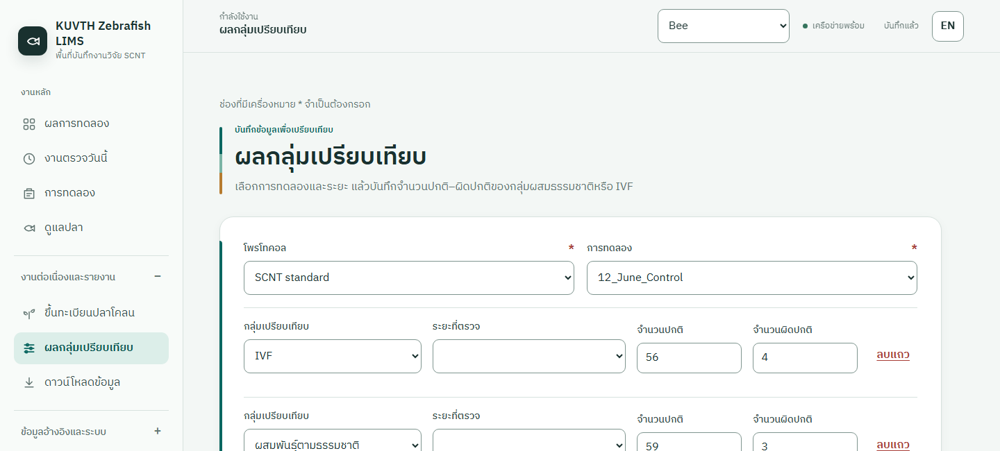 KUVTH Zebrafish
LIMS
พื้นที่บันทึกงานวิจัย SCNT
งานหลัก
ผลการทดลอง
งานตรวจวันนี้
การทดลอง
ดูแลปลา
งานต่อเนื่องและรายงาน −
ขึ้นทะเบียนปลาโคลน
ผลกลุ่มเปรียบเทียบ
ดาวน์โหลดข้อมูล
ข้อมูลอ้างอิงและระบบ +
กำลังใช้งาน
ผลกลุ่มเปรียบเทียบ
Bee
เครือข่ายพร้อม
บันทึกแล้ว
EN
ช่องที่มีเครื่องหมาย * จำเป็นต้องกรอก
บันทึกข้อมูลเพื่อเปรียบเทียบ
ผลกลุ่มเปรียบเทียบ
เลือกการทดลองและระยะ แล้วบันทึกจำนวนปกติ–ผิดปกติของกลุ่มผสมธรรมชาติหรือ IVF
โพรโทคอล * การทดลอง *
SCNT standard 12_June_Control
กลุ่มเปรียบเทียบ ระยะที่ตรวจ จำนวนปกติ จำนวนผิดปกติ
IVF 56 4 ลบแถว
กลุ่มเปรียบเทียบ ระยะที่ตรวจ จำนวนปกติ จำนวนผิดปกติ
ผสมพันธุ์ตามธรรมชาติ 59 3 ลบแถว